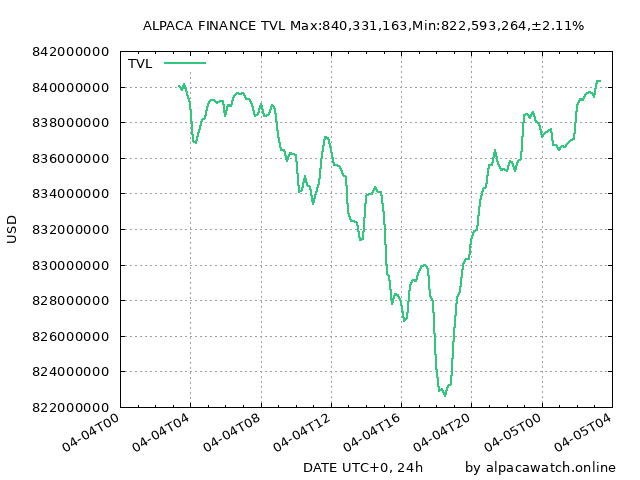 ALPACA FINANCE TVL Max:840,331,163,Min:822,593,264,±2.11%
TVL
842000000
840000000
838000000
836000000
834000000
832000000
830000000
828000000
826000000
824000000
822000000
USD
04-04T00
04-04T04
04-04T08
04-04T12
04-04T16
04-04T20
04-05T00
04-05T04
DATE UTC+0, 24h
by alpacawatch.online